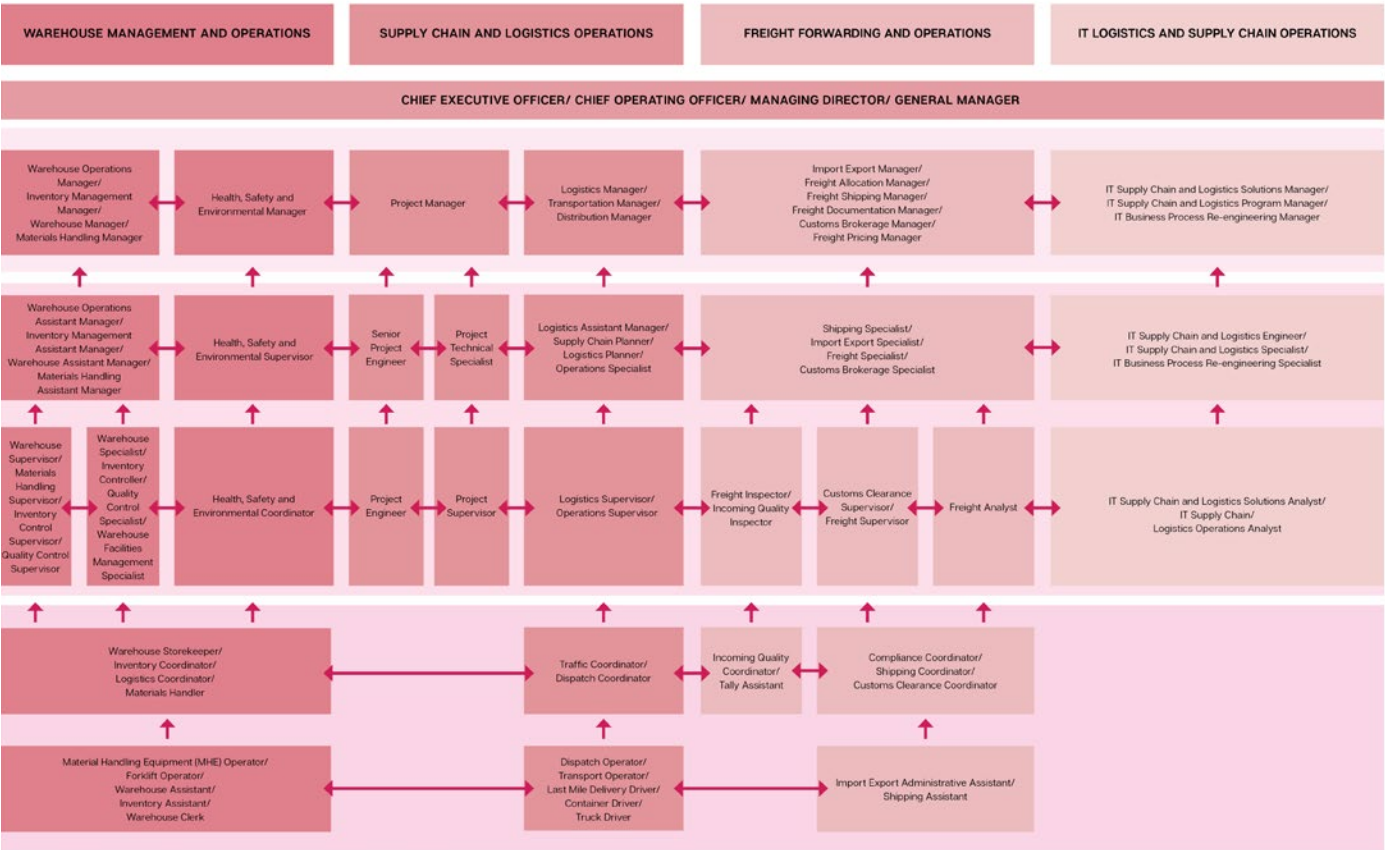 WAREHOUSE MANAGEMENT AND OPERATIONS
SUPPLY CHAIN AND LOGISTICS OPERATIONS
FREIGHT FORWARDING AND OPERATIONS
IT LOGISTICS AND SUPPLY CHAIN OPERATIONS
CHIEF EXECUTIVE OFFICER/ CHIEF OPERATING OFFICER/ MANAGING DIRECTOR/ GENERAL MANAGER
Warehouse Operations
Manager/
Inventory Management
Manager/
Warehouse Manager/
Materials Handling Manager
Health, Safety and
Environmental Manager
Project Manager
Logistics Manager/
Transportation Manager/
Distribution Manager
Import Export Manager/
Freight Allocation Manager/
Freight Shipping Manager/
Freight Documentation Manager/
Customs Brokerage Manager/
Freight Pricing Manager
IT Supply Chain and Logistics Solutions Manager/
IT Supply Chain and Logistics Program Manager/
IT Business Process Re-engineering Manager
Warehouse Operations
Assistant Manager/
Inventory Management
Assistant Manager/
Warehouse Assistant Manager/
Materials Handling
Assistant Manager
Health, Safety and
Environmental Supervisor
Senior
Project
Engineer
Project
Technical
Specialist
Logistics Assistant Manager/
Supply Chain Planner/
Logistics Planner/
Operations Specialist
Shipping Specialist/
Import Export Specialist/
Freight Specialist/
Customs Brokerage Specialist
IT Supply Chain and Logistics Engineer/
IT Supply Chain and Logistics Specialist/
IT Business Process Re-engineering Specialist
Warehouse
Supervisor/
Materials
Handling
Supervisor/
Inventory
Control
Supervisor/
Quality Control
Supervisor
Warehouse
Specialist/
Inventory
Controller/
Quality
Control
Specialist/
Warehouse
Facilities
Management
Specialist
Health, Safety and
Environmental Coordinator
Project
Engineer
Project
Supervisor
Logistics Supervisor/
Operations Supervisor
Freight Inspector/
Incoming Quality
Inspector
Customs Clearance
Supervisor/
Freight Supervisor
Freight Analyst
IT Supply Chain and Logistics Solutions Analyst/
IT Supply Chain/
Logistics Operations Analyst
Warehouse Storekeeper/
Inventory Coordinator/
Logistics Coordinator/
Materials Handler
Traffic Coordinator/
Dispatch Coordinator
Incoming Quality
Coordinator/
Tally Assistant
Compliance Coordinator/
Shipping Coordinator/
Customs Clearance Coordinator
Material Handling Equipment (MHE) Operator/
Forklift Operator/
Warehouse Assistant/
Inventory Assistant/
Warehouse Clerk
Dispatch Operator/
Transport Operator/
Last Mile Delivery Driver/
Container Driver/
Truck Driver
Import Export Administrative Assistant/
Shipping Assistant